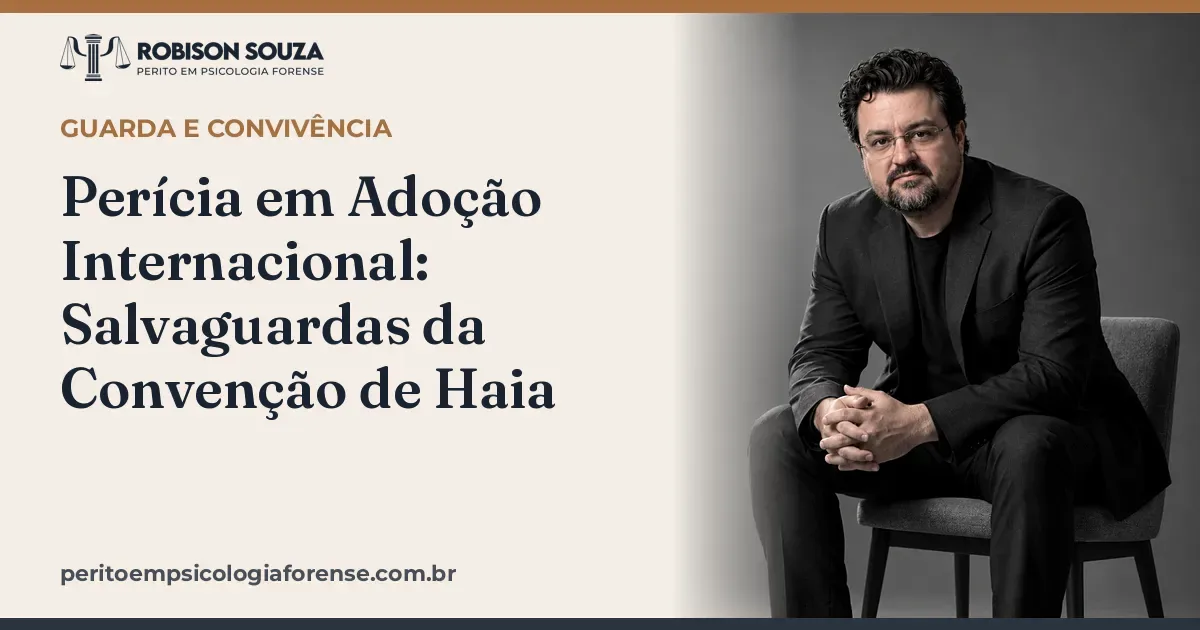 ROBISON SOUZA
PERITO EM PSICOLOGIA FORENSE
GUARDA E CONVIVÊNCIA
Perícia em Adoção
Internacional:
Salvaguardas da
Convenção de Haia
peritoempsicologiaforense.com.br